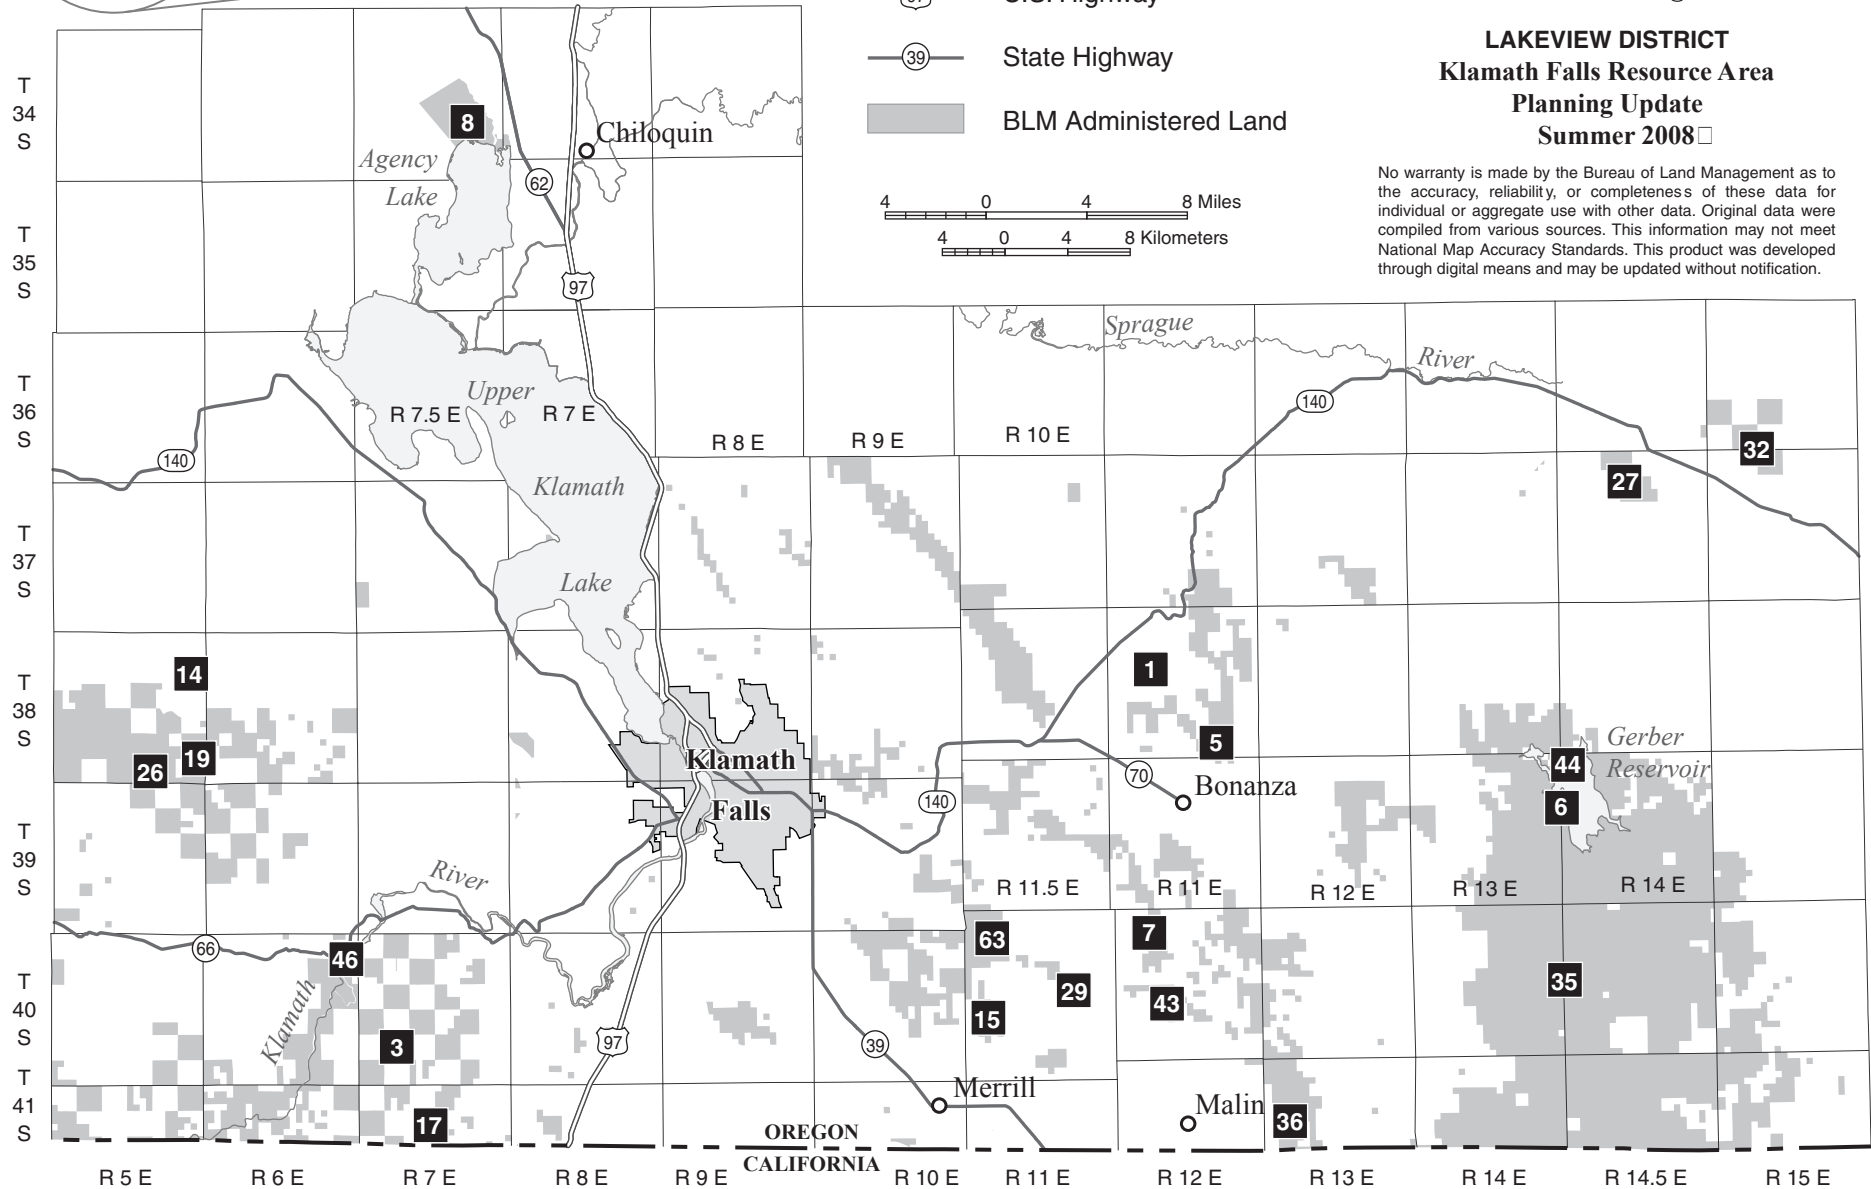 U.S. Highway
39 State Highway
BLM Administered Land
4 0 4 8 Miles
4 0 4 8 Kilometers
LAKEVIEW DISTRICT
Klamath Falls Resource Area
Planning Update
Summer 2008
No warranty is made by the Bureau of Land Management as to
the accuracy, reliability, or completeness of these data for
individual or aggregate use with other data. Original data were
compiled from various sources. This information may not meet
National Map Accuracy Standards. This product was developed
through digital means and may be updated without notification.
T
34
S
8
Chiloquin
Agency
Lake
62
T
35
S
97
Sprague
River
T
36
S
Upper
R 7.5 E
R 7 E
R 8 E
R 9 E
R 10 E
140
140
32
27
Klamath
T
37
S
Lake
14
T
38
S
1
5
19
26
Klamath
Falls
70
Bonanza
140
Gerber
Reservoir
44
6
T
39
S
River
R 11.5 E
R 11 E
R 12 E
R 13 E
R 14 E
66
46
63
7
T
40
S
Klamath
29
15
43
35
3
97
39
T
41
S
Merrill
Malin
17
36
OREGON
CALIFORNIA
R 5 E
R 6 E
R 7 E
R 8 E
R 9 E
R 10 E
R 11 E
R 12 E
R 13 E
R 14 E
R 14.5 E
R 15 E